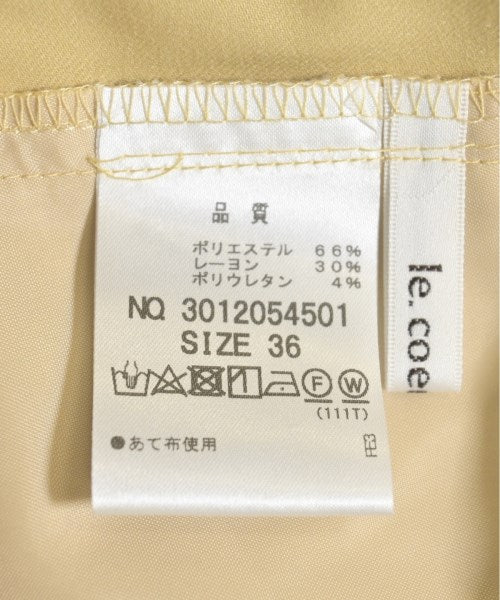 品質
ポリエステル 66%
レーヨン 30%
ポリウレタン 4%
NO. 3012054501
SIZE 36
F W
(111T)
●あて布使用
le.coe